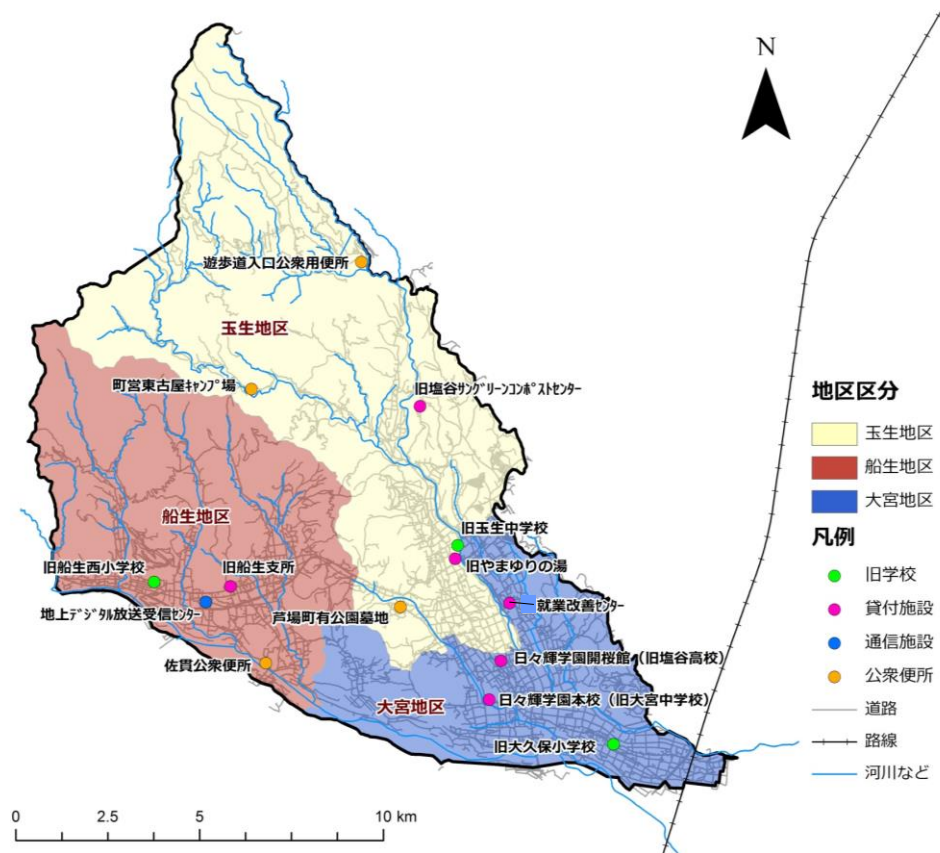 N
遊歩道入口公衆用便所
玉生地区
町営東古屋ｷｬﾝﾌﾟ場
旧塩谷ｻﾝｸﾞﾘｰﾝｺﾝﾎﾟｽﾄｾﾝﾀｰ
船生地区
旧玉生中学校
旧船生西小学校
旧船生支所
旧やまゆりの湯
地上ﾃﾞｼﾞﾀﾙ放送受信ｾﾝﾀｰ
芦場町有公園墓地
就業改善ｾﾝﾀｰ
佐貫公衆便所
日々輝学園開桜館（旧塩谷高校）
大宮地区
日々輝学園本校（旧大宮中学校）
旧大久保小学校
地区区分
玉生地区
船生地区
大宮地区
凡例
旧学校
貸付施設
通信施設
公衆便所
道路
路線
河川など
0 2.5 5 10 km